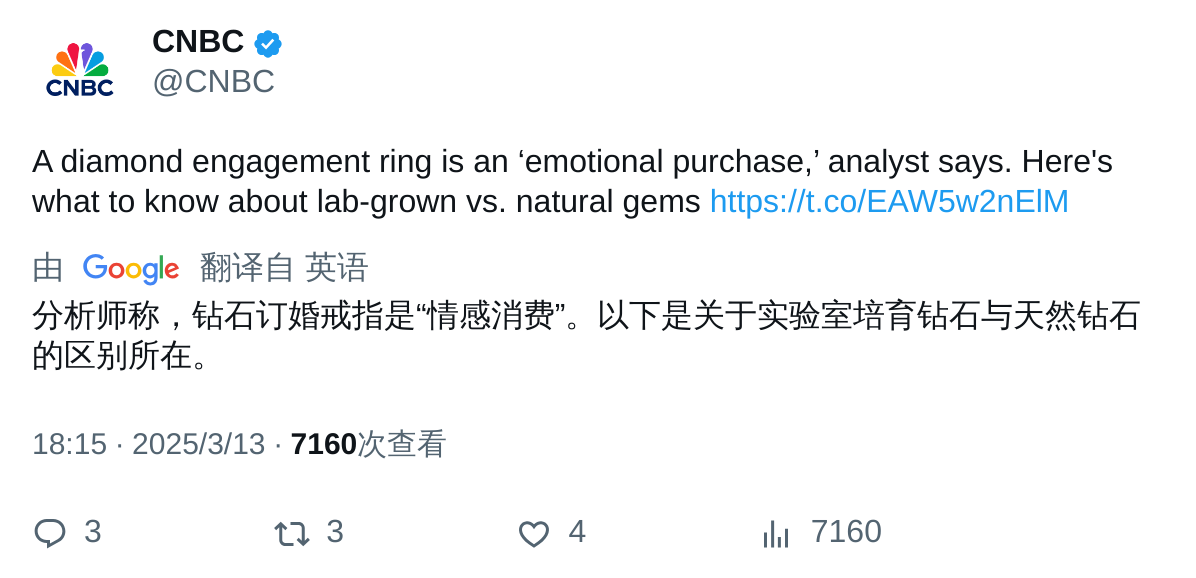 CNBC
CNBC
@CNBC
A diamond engagement ring is an ‘emotional purchase,’ analyst says. Here's
what to know about lab-grown vs. natural gems https://t.co/EAW5w2nElM
由 Google 翻译自 英语
分析师称，钻石订婚戒指是“情感消费”。以下是关于实验室培育钻石与天然钻石
的区别所在。
18:15 · 2025/3/13 · 7160次查看
3 3 4 7160